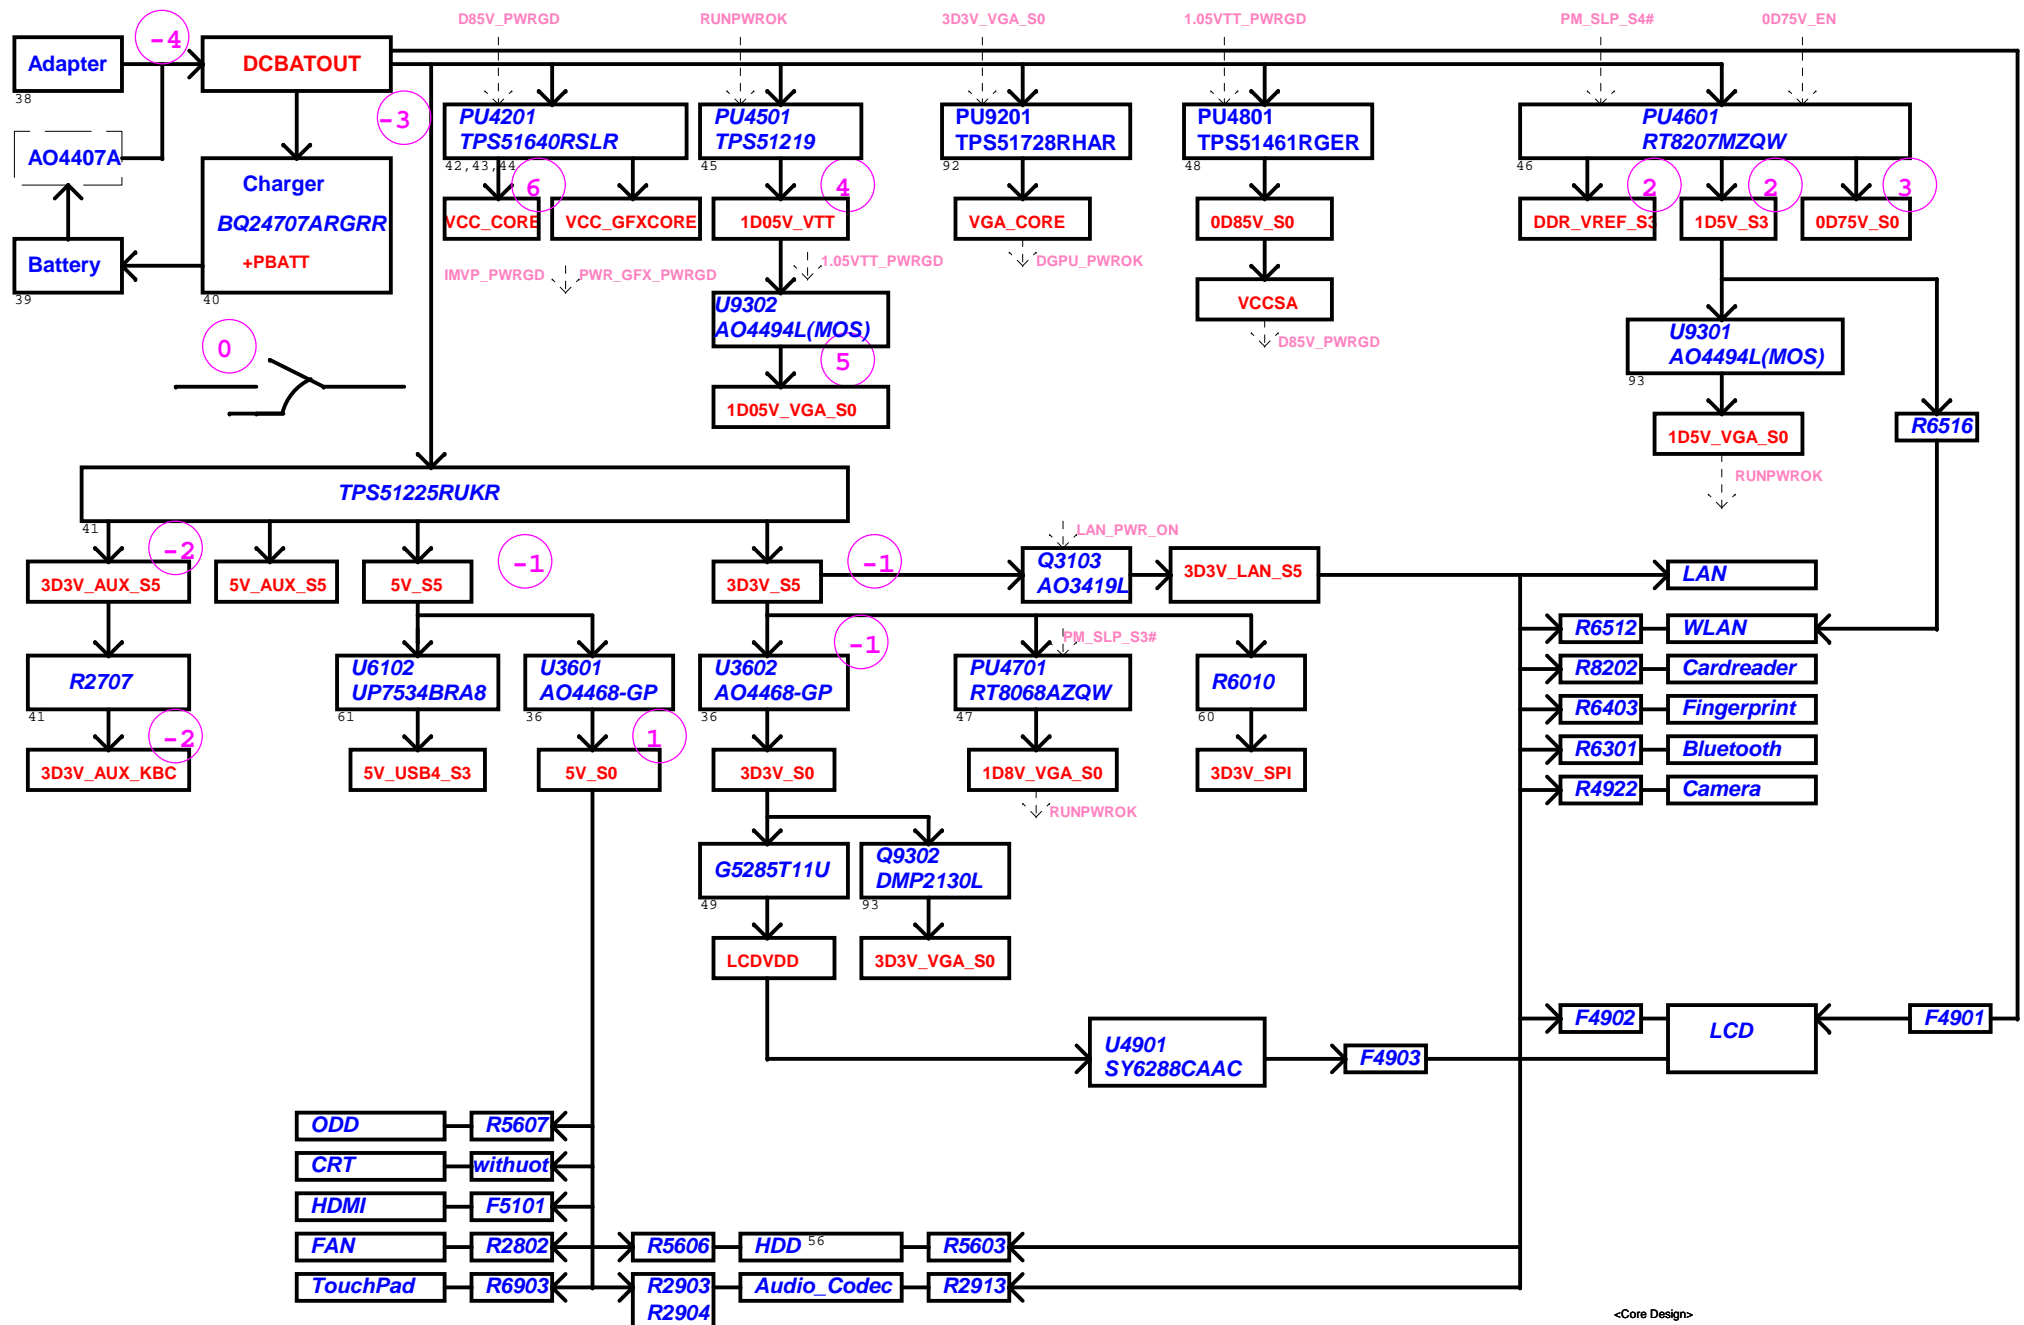 D85V_PWRGD
RUNPWROK
3D3V_VGA_S0
1.05VTT_PWRGD
PM_SLP_S4#
0D75V_EN
Adapter
38
-4
DCBATOUT
-3
AO4407A
Charger
BQ24707ARGRR
+PBATT
40
Battery
39
0
PU4201
TPS51640RSLR
42,43,44
6
VCC_CORE
VCC_GFXCORE
IMVP_PWRGD
PWR_GFX_PWRGD
PU4501
TPS51219
45
4
1D05V_VTT
1.05VTT_PWRGD
U9302
AO4494L(MOS)
5
1D05V_VGA_S0
PU9201
TPS51728RHAR
92
VGA_CORE
DGPU_PWROK
PU4801
TPS51461RGER
48
0D85V_S0
VCCSA
D85V_PWRGD
PU4601
RT8207MZQW
46
2
2
3
DDR_VREF_S3
1D5V_S3
0D75V_S0
U9301
AO4494L(MOS)
93
1D5V_VGA_S0
RUNPWROK
R6516
TPS51225RUKR
41
-2
-1
-1
3D3V_AUX_S5
5V_AUX_S5
5V_S5
3D3V_S5
LAN_PWR_ON
Q3103
AO3419L
3D3V_LAN_S5
LAN
R6512
WLAN
R8202
Cardreader
R6403
Fingerprint
R6301
Bluetooth
R4922
Camera
R2707
41
-2
3D3V_AUX_KBC
U6102
UP7534BRA8
61
5V_USB4_S3
U3601
AO4468-GP
36
1
5V_S0
-1
U3602
AO4468-GP
36
3D3V_S0
PM_SLP_S3#
PU4701
RT8068AZQW
47
1D8V_VGA_S0
RUNPWROK
R6010
60
3D3V_SPI
G5285T11U
49
LCDVDD
Q9302
DMP2130L
93
3D3V_VGA_S0
U4901
SY6288CAAC
F4903
F4902
LCD
F4901
ODD
R5607
CRT
withuot
HDMI
F5101
FAN
R2802
R5606
HDD 56
R5603
TouchPad
R6903
R2903
R2904
Audio_Codec
R2913
<Core Design>